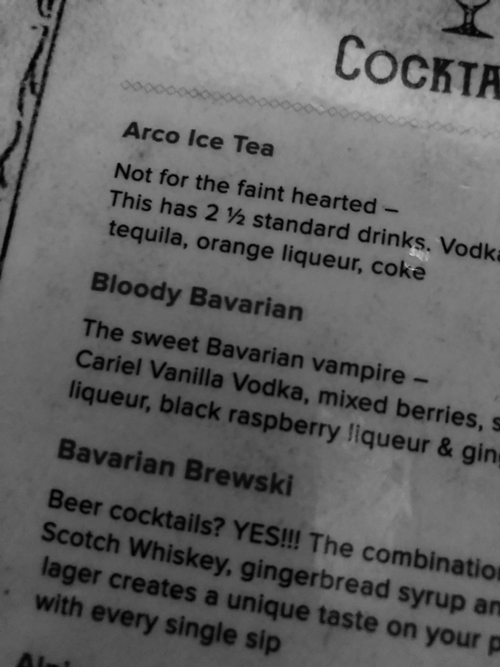 COCKTA
Arco Ice Tea
Not for the faint hearted –
This has 2 ½ standard drinks. Vodka
tequila, orange liqueur, coke
Bloody Bavarian
The sweet Bavarian vampire –
Cariel Vanilla Vodka, mixed berries, s
liqueur, black raspberry liqueur & gin
Bavarian Brewski
Beer cocktails? YES!!! The combinatio
Scotch Whiskey, gingerbread syrup an
lager creates a unique taste on your p
with every single sip